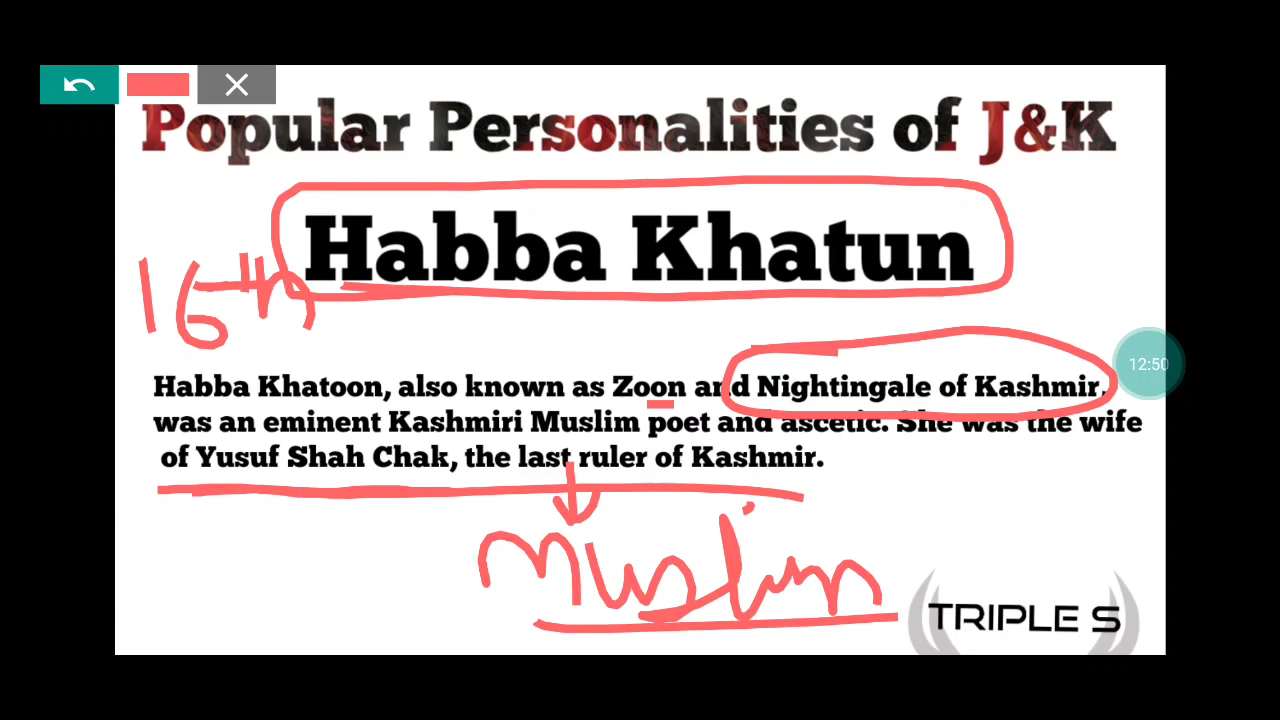 Popular Personalities of J&K
Habba Khatun
16th
12:50
Habba Khatoon, also known as Zoon and Nightingale of Kashmir,
was an eminent Kashmiri Muslim poet and ascetic. She was the wife
of Yusuf Shah Chak, the last ruler of Kashmir.
Muslim
TRIPLE S